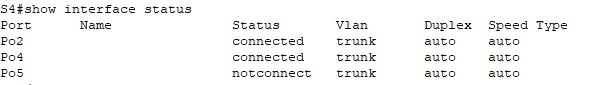 S4#show interface status
Port      Name               Status       Vlan       Duplex  Speed Type
Po2                          connected    trunk      auto    auto
Po4                          connected    trunk      auto    auto
Po5                          notconnect   trunk      auto    auto